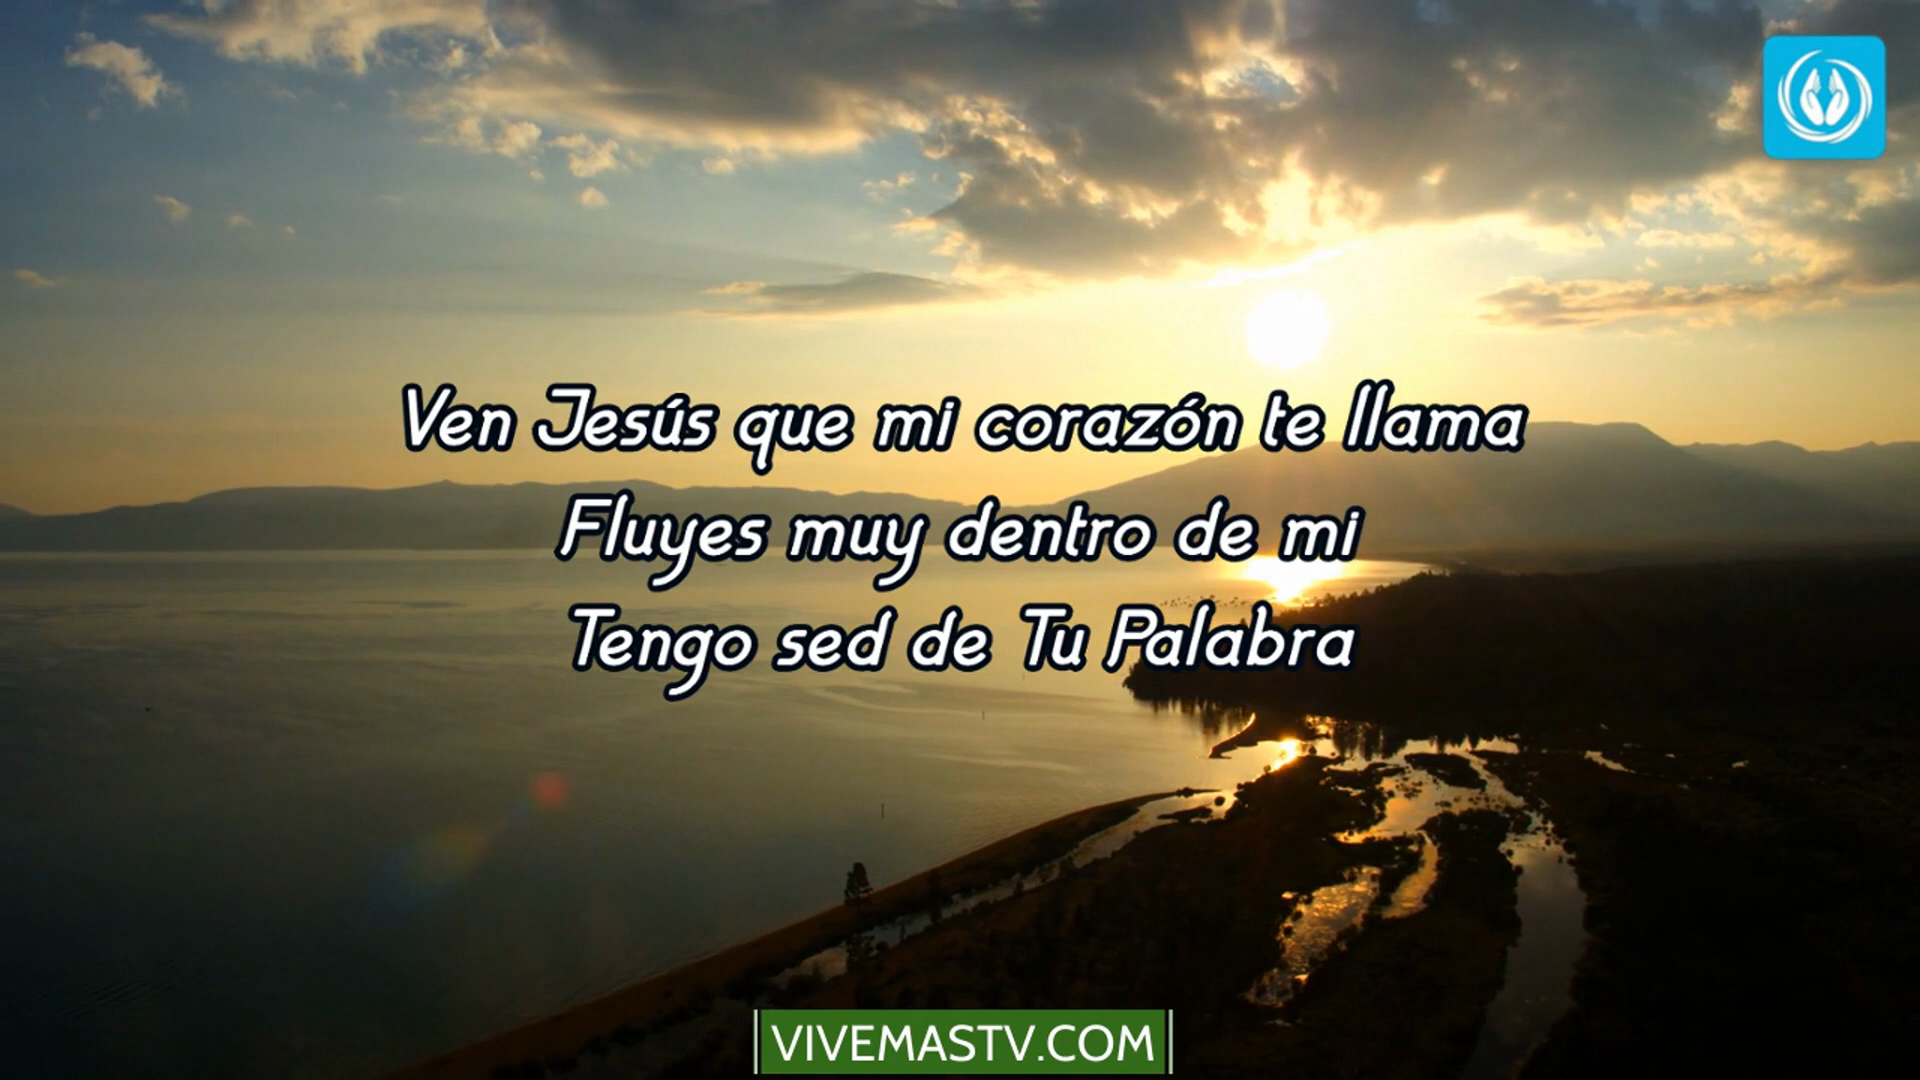 Ven Jesús que mi corazón te llama
Fluyes muy dentro de mi
Tengo sed de Tu Palabra
VIVEMASTV.COM